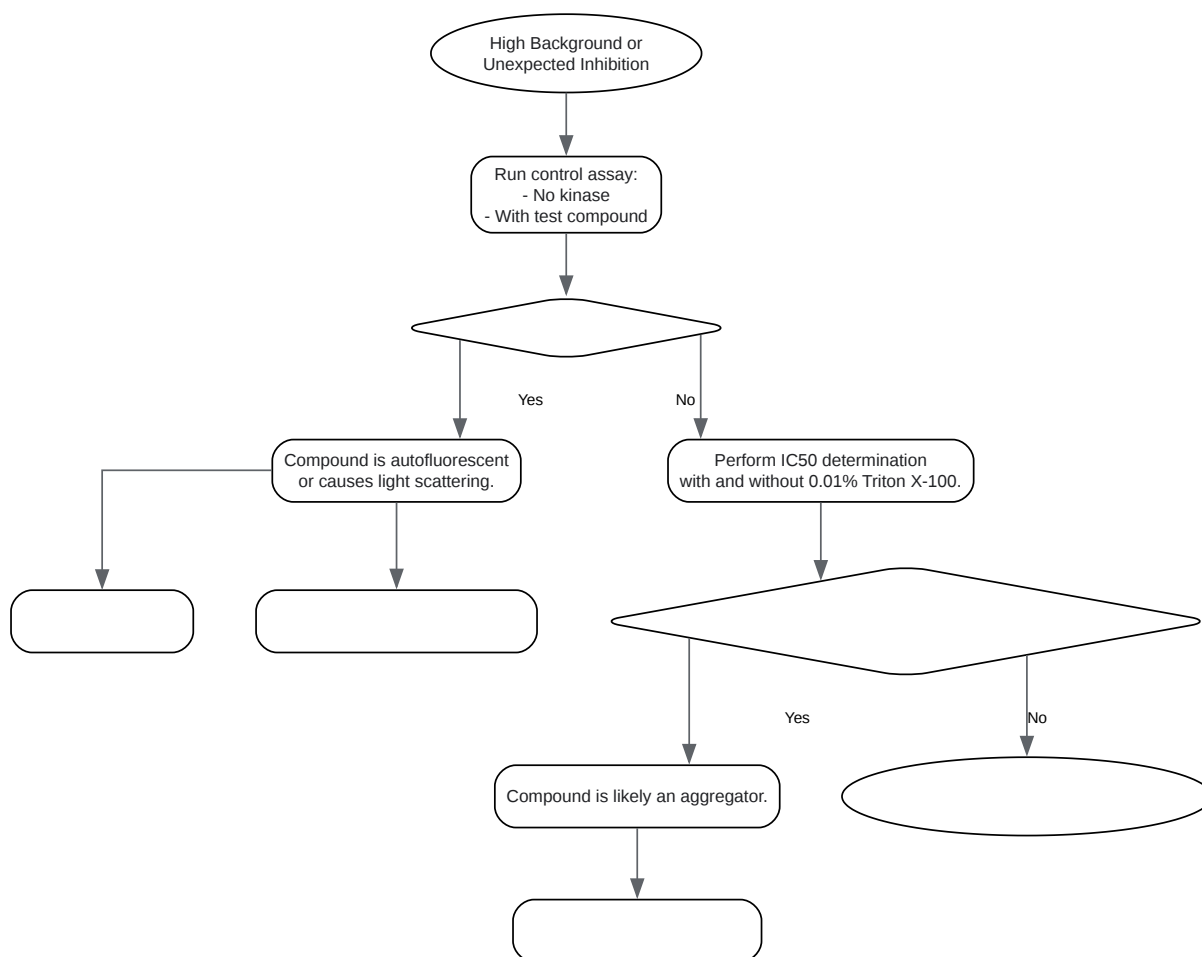 High Background or
Unexpected Inhibition
Run control assay:
- No kinase
- With test compound
Yes
No
Compound is autofluorescent
or causes light scattering.
Perform IC50 determination
with and without 0.01% Triton X-100.
Yes
No
Compound is likely an aggregator.